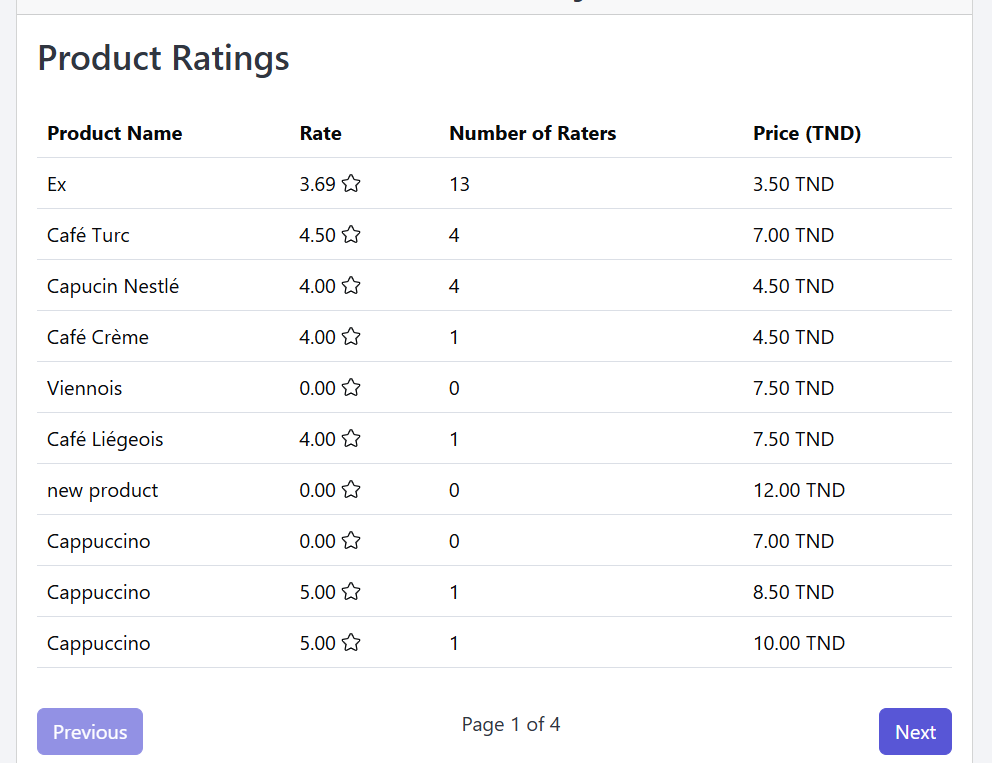 Product Ratings
Product Name Rate Number of Raters Price (TND)
Ex 3.69 13 3.50 TND
Café Turc 4.50 4 7.00 TND
Capucin Nestlé 4.00 4 4.50 TND
Café Crème 4.00 1 4.50 TND
Viennois 0.00 0 7.50 TND
Café Liégeois 4.00 1 7.50 TND
new product 0.00 0 12.00 TND
Cappuccino 0.00 0 7.00 TND
Cappuccino 5.00 1 8.50 TND
Cappuccino 5.00 1 10.00 TND
Previous Page 1 of 4 Next